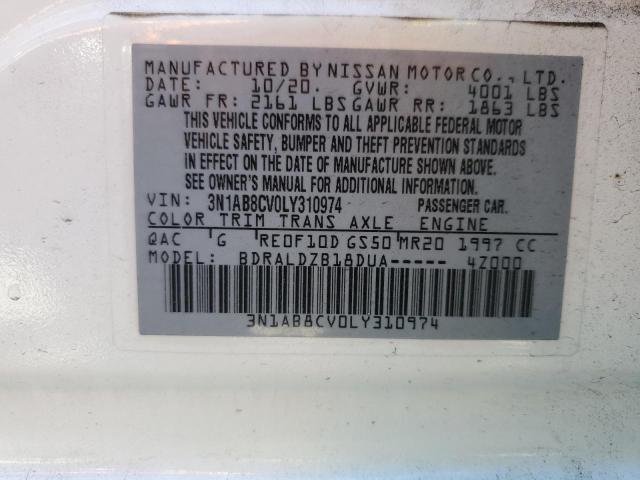 MANUFACTURED BY NISSAN MOTOR CO., LTD.
DATE: 10/20. GVWR: 4001 LBS
GAWR FR: 2161 LBS GAWR RR: 1863 LBS
THIS VEHICLE CONFORMS TO ALL APPLICABLE FEDERAL MOTOR
VEHICLE SAFETY, BUMPER AND THEFT PREVENTION STANDARDS
IN EFFECT ON THE DATE OF MANUFACTURE SHOWN ABOVE.
SEE OWNER'S MANUAL FOR ADDITIONAL INFORMATION.
VIN: 3N1AB8CV0LY310974 PASSENGER CAR.
COLOR TRIM TRANS AXLE ENGINE
QAC G RE0F10D GS50 MR20 1997 CC
MODEL: BDRALDZB18DUA----- 4Z000
3N1AB8CV0LY310974